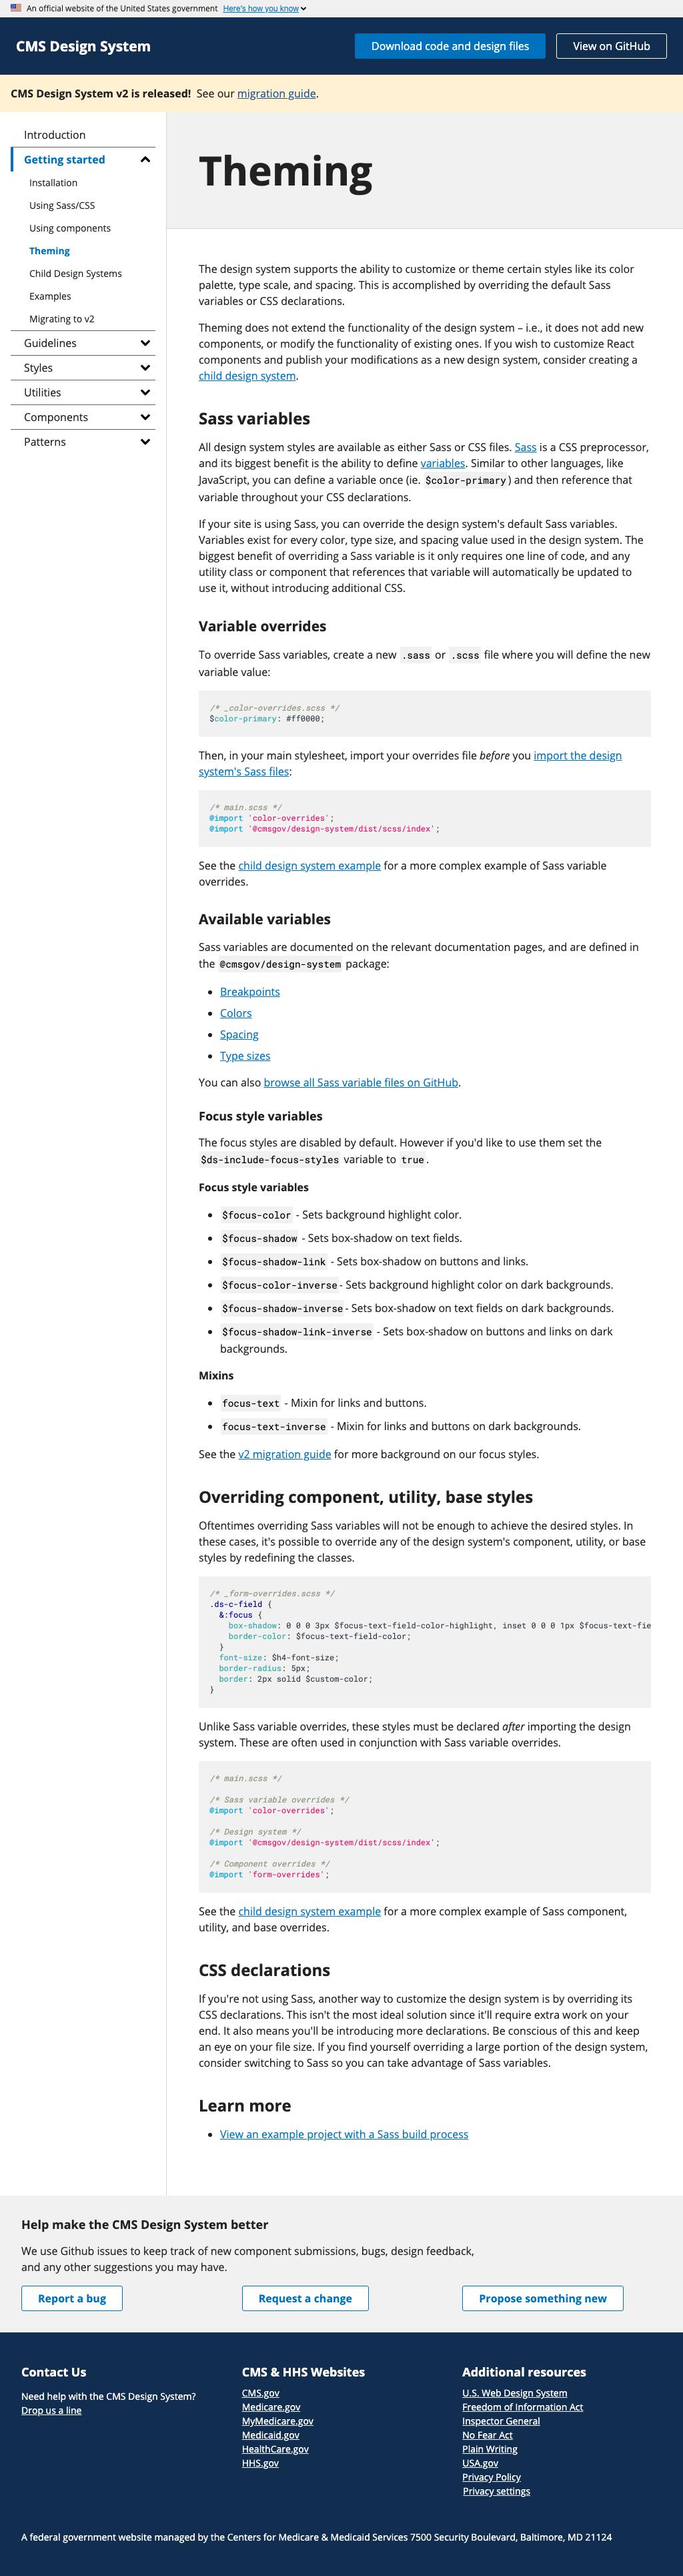 An official website of the United States government Here's how you know
CMS Design System
Download code and design files
View on GitHub
CMS Design System v2 is released! See our migration guide.
Introduction
Getting started
Installation
Using Sass/CSS
Using components
Theming
Child Design Systems
Examples
Migrating to v2
Guidelines
Styles
Utilities
Components
Patterns
Theming
The design system supports the ability to customize or theme certain styles like its color
palette, type scale, and spacing. This is accomplished by overriding the default Sass
variables or CSS declarations.
Theming does not extend the functionality of the design system – i.e., it does not add new
components, or modify the functionality of existing ones. If you wish to customize React
components and publish your modifications as a new design system, consider creating a
child design system.
Sass variables
All design system styles are available as either Sass or CSS files. Sass is a CSS preprocessor,
and its biggest benefit is the ability to define variables. Similar to other languages, like
JavaScript, you can define a variable once (ie. $color-primary) and then reference that
variable throughout your CSS declarations.
If your site is using Sass, you can override the design system's default Sass variables.
Variables exist for every color, type size, and spacing value used in the design system. The
biggest benefit of overriding a Sass variable is it only requires one line of code, and any
utility class or component that references that variable will automatically be updated to
use it, without introducing additional CSS.
Variable overrides
To override Sass variables, create a new .sass or .scss file where you will define the new
variable value:
/* _color-overrides.scss */
$color-primary: #ff0000;
Then, in your main stylesheet, import your overrides file before you import the design
system's Sass files:
/* main.scss */
@import 'color-overrides';
@import '@cmsgov/design-system/dist/scss/index';
See the child design system example for a more complex example of Sass variable
overrides.
Available variables
Sass variables are documented on the relevant documentation pages, and are defined in
the @cmsgov/design-system package:
• Breakpoints
• Colors
• Spacing
• Type sizes
You can also browse all Sass variable files on GitHub.
Focus style variables
The focus styles are disabled by default. However if you'd like to use them set the
$ds-include-focus-styles variable to true.
Focus style variables
• $focus-color - Sets background highlight color.
• $focus-shadow - Sets box-shadow on text fields.
• $focus-shadow-link - Sets box-shadow on buttons and links.
• $focus-color-inverse- Sets background highlight color on dark backgrounds.
• $focus-shadow-inverse- Sets box-shadow on text fields on dark backgrounds.
• $focus-shadow-link-inverse - Sets box-shadow on buttons and links on dark
backgrounds.
Mixins
• focus-text - Mixin for links and buttons.
• focus-text-inverse - Mixin for links and buttons on dark backgrounds.
See the v2 migration guide for more background on our focus styles.
Overriding component, utility, base styles
Oftentimes overriding Sass variables will not be enough to achieve the desired styles. In
these cases, it's possible to override any of the design system's component, utility, or base
styles by redefining the classes.
/* _form-overrides.scss */
.ds-c-field {
&:focus {
box-shadow: 0 0 0 3px $focus-text-field-color-highlight, inset 0 0 0 1px $focus-text-fie
border-color: $focus-text-field-color;
}
font-size: $h4-font-size;
border-radius: 5px;
border: 2px solid $custom-color;
}
Unlike Sass variable overrides, these styles must be declared after importing the design
system. These are often used in conjunction with Sass variable overrides.
/* main.scss */
/* Sass variable overrides */
@import 'color-overrides';
/* Design system */
@import '@cmsgov/design-system/dist/scss/index';
/* Component overrides */
@import 'form-overrides';
See the child design system example for a more complex example of Sass component,
utility, and base overrides.
CSS declarations
If you're not using Sass, another way to customize the design system is by overriding its
CSS declarations. This isn't the most ideal solution since it'll require extra work on your
end. It also means you'll be introducing more declarations. Be conscious of this and keep
an eye on your file size. If you find yourself overriding a large portion of the design system,
consider switching to Sass so you can take advantage of Sass variables.
Learn more
• View an example project with a Sass build process
Help make the CMS Design System better
We use Github issues to keep track of new component submissions, bugs, design feedback,
and any other suggestions you may have.
Report a bug
Request a change
Propose something new
Contact Us
Need help with the CMS Design System?
Drop us a line
CMS & HHS Websites
CMS.gov
Medicare.gov
MyMedicare.gov
Medicaid.gov
HealthCare.gov
HHS.gov
Additional resources
U.S. Web Design System
Freedom of Information Act
Inspector General
No Fear Act
Plain Writing
USA.gov
Privacy Policy
Privacy settings
A federal government website managed by the Centers for Medicare & Medicaid Services 7500 Security Boulevard, Baltimore, MD 21124